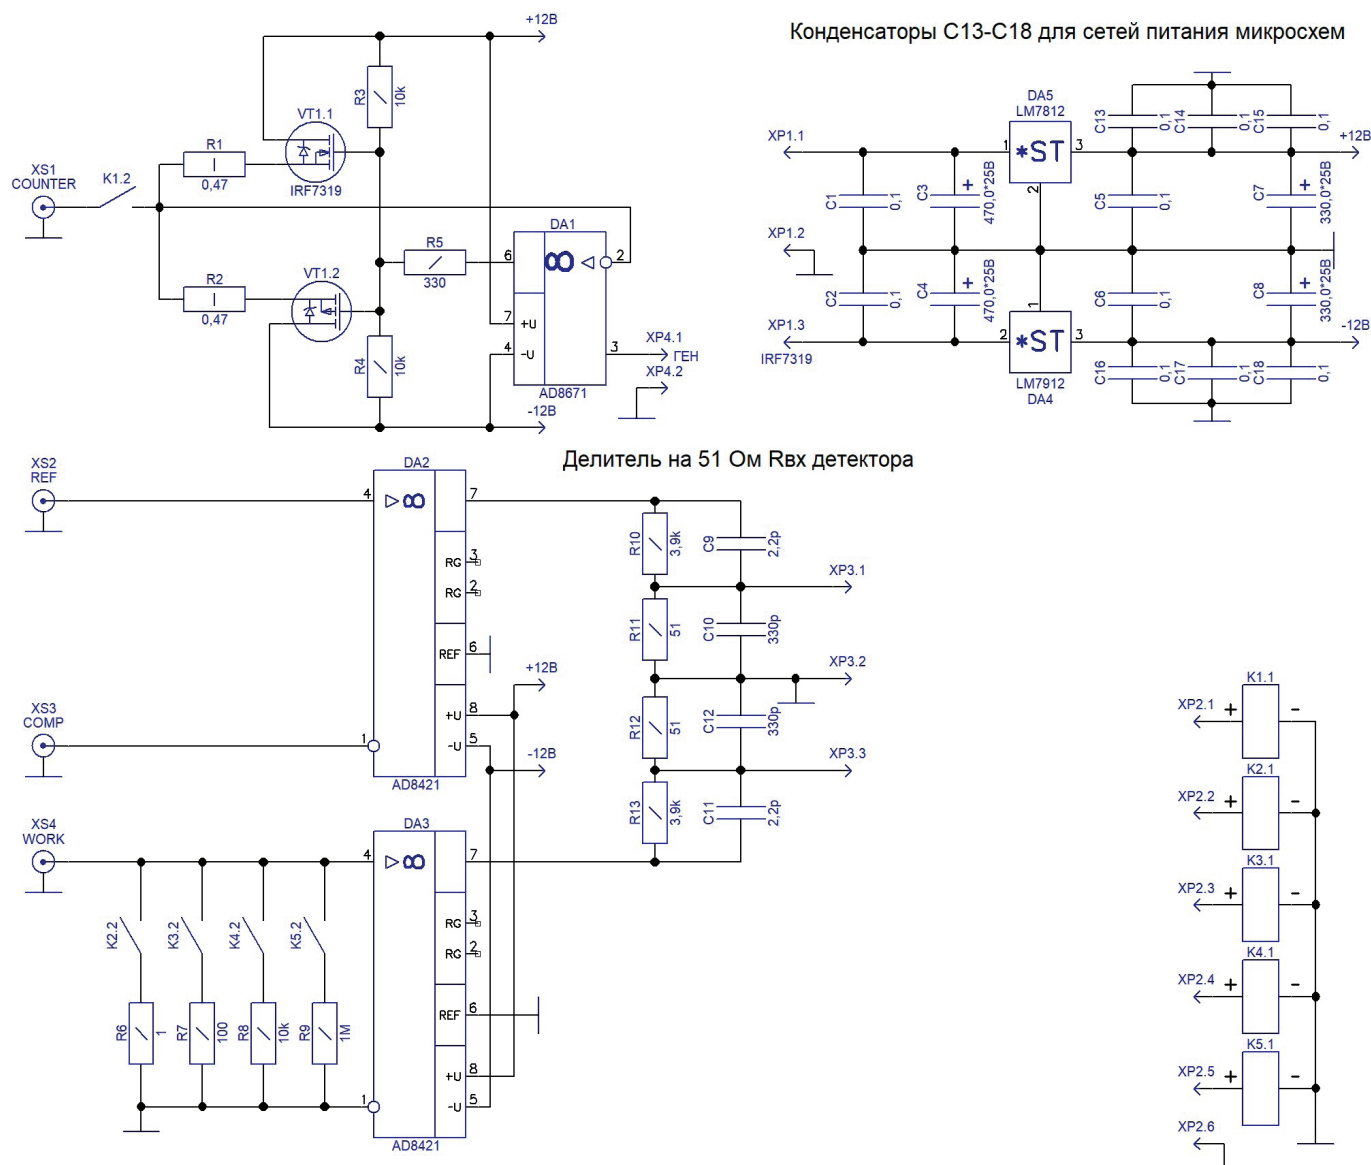 Конденсаторы C13-C18 для сетей питания микросхем
+12В
R3
10k
VT1.1
IRF7319
R1
0,47
XS1
COUNTER
K1.2
R2
0,47
VT1.2
R4
10k
R5
330
DA1
6
2
7
+U
4
-U
3
AD8671
-12В
XP4.1
ГЕН
XP4.2
XP1.1
XP1.2
XP1.3
IRF7319
C1
0,1
C2
0,1
C3
+
470,0*25В
C4
+
470,0*25В
DA5
LM7812
1
*ST
3
2
1
2
*ST
3
LM7912
DA4
C13
0,1
C14
0,1
C15
0,1
+12В
C5
0,1
C7
+
330,0*25В
C6
0,1
C8
+
330,0*25В
-12В
C16
0,1
C17
0,1
C18
0,1
Делитель на 51 Ом Rвх детектора
XS2
REF
DA2
4
7
RG
3
RG
2
REF
6
+U
8
-U
5
1
AD8421
XS3
COMP
+12В
-12В
R10
3,9k
C9
2,2p
XP3.1
R11
51
C10
330p
XP3.2
R12
51
C12
330p
XP3.3
R13
3,9k
C11
2,2p
XS4
WORK
DA3
4
7
RG
3
RG
2
REF
6
+U
8
-U
5
1
AD8421
K2.2
K3.2
K4.2
K5.2
R6
1
R7
100
R8
10k
R9
1M
K1.1
XP2.1
+
-
K2.1
XP2.2
+
-
K3.1
XP2.3
+
-
K4.1
XP2.4
+
-
K5.1
XP2.5
+
-
XP2.6